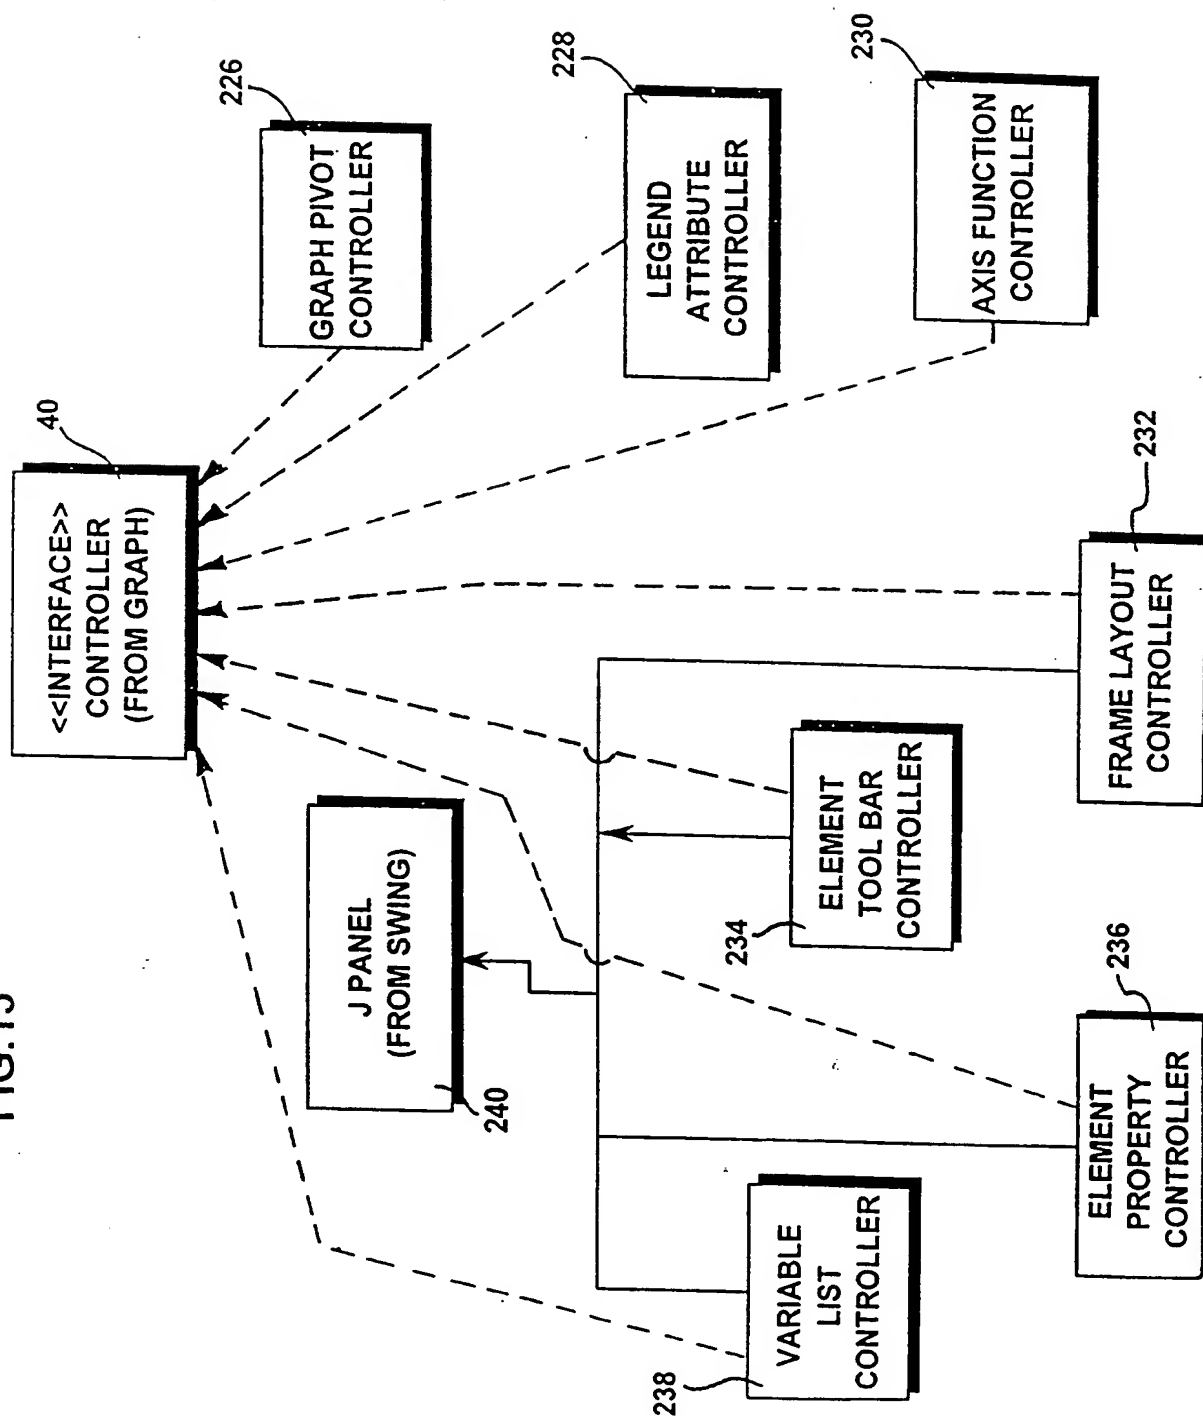 FIG.15
<<INTERFACE>>
CONTROLLER
(FROM GRAPH)
40
GRAPH PIVOT
CONTROLLER
226
LEGEND
ATTRIBUTE
CONTROLLER
228
AXIS FUNCTION
CONTROLLER
230
J PANEL
(FROM SWING)
240
FRAME LAYOUT
CONTROLLER
232
ELEMENT
TOOL BAR
CONTROLLER
234
ELEMENT
PROPERTY
CONTROLLER
236
VARIABLE
LIST
CONTROLLER
238